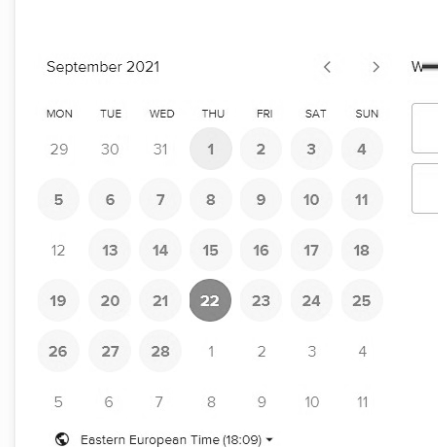 September 2021
MON TUE WED THU FRI SAT SUN
29 30 31 1 2 3 4
5 6 7 8 9 10 11
12 13 14 15 16 17 18
19 20 21 22 23 24 25
26 27 28 1 2 3 4
5 6 7 8 9 10 11
Eastern European Time (18:09)